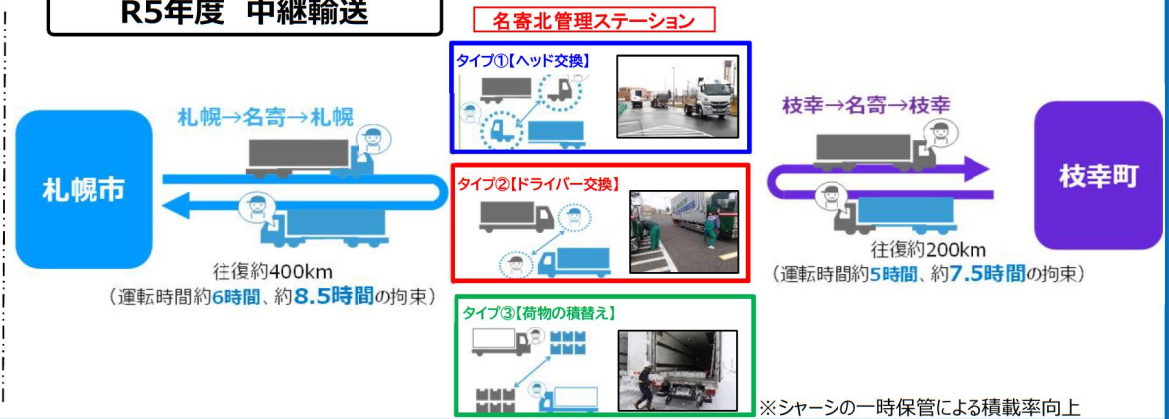 R5年度 中継輸送
名寄北管理ステーション
タイプ①【ヘッド交換】
札幌→名寄→札幌
枝幸→名寄→枝幸
札幌市
タイプ②【ドライバー交換】
枝幸町
往復約400km
（運転時間約6時間、約8.5時間の拘束）
往復約200km
（運転時間約5時間、約7.5時間の拘束）
タイプ③【荷物の積替え】
※シャーシの一時保管による積載率向上